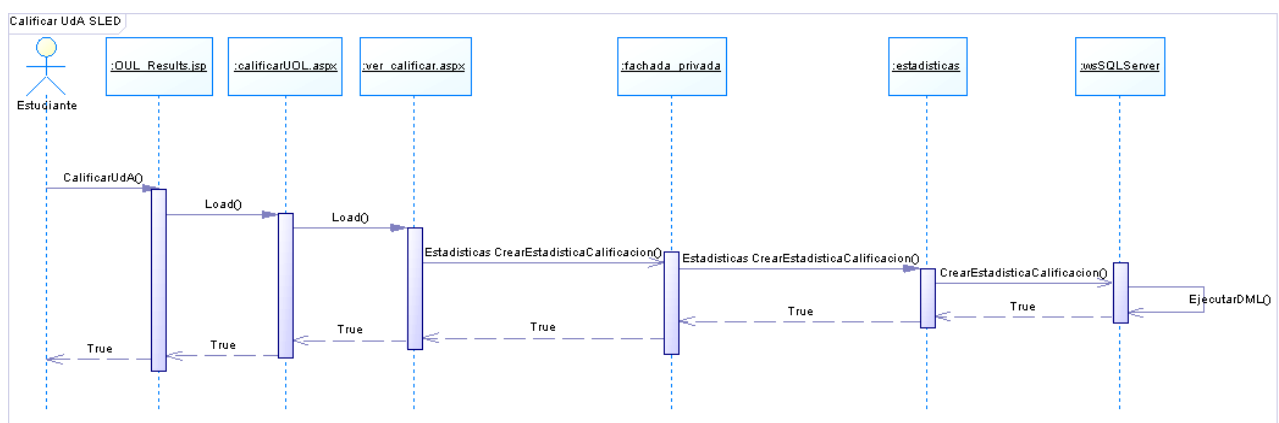 Calificar UdA SLED
:OUL_Results.jsp
:calificarUOL.aspx
:ver_calificar.aspx
:fachada_privada
:estadisticas
:wsSQLServer
Estudiante
CalificarUdA()
Load()
Load()
Estadisticas CrearEstadisticaCalificacion()
Estadisticas CrearEstadisticaCalificacion()
CrearEstadisticaCalificacion()
EjecutarDML()
True
True
True
True
True
True